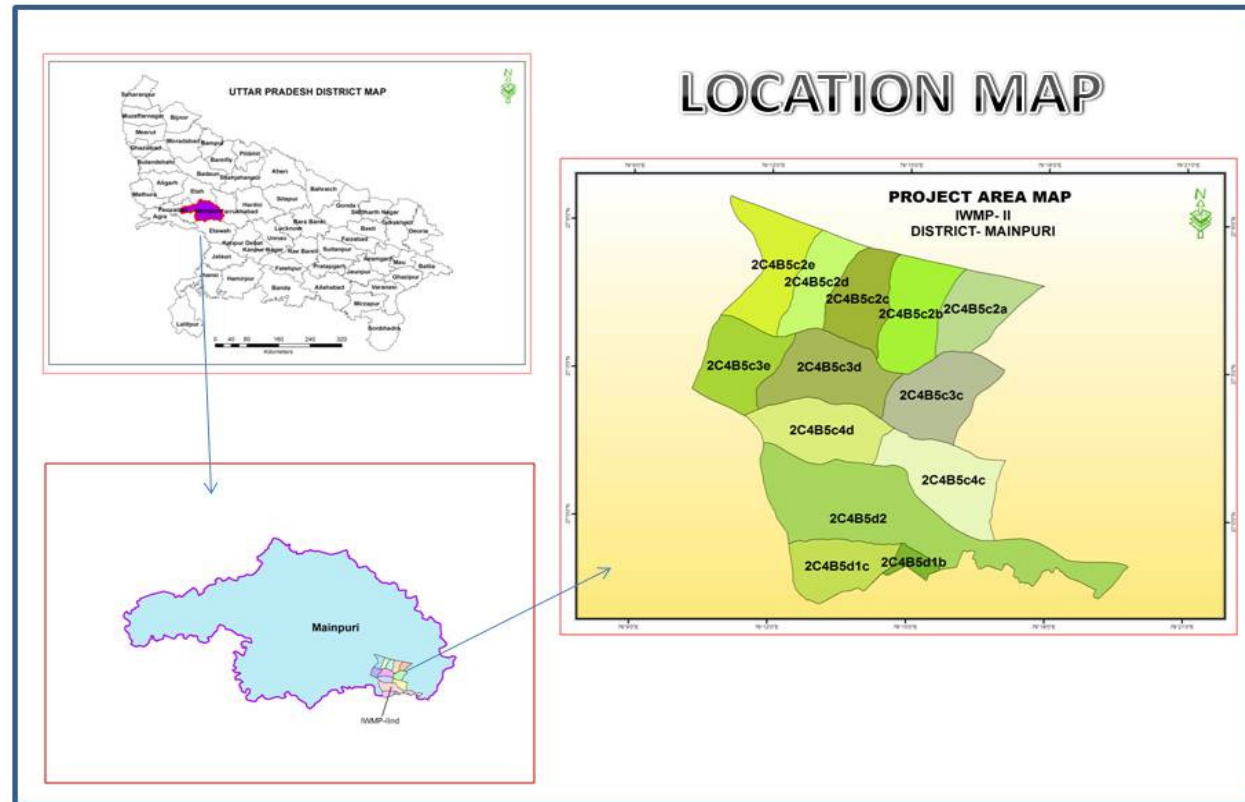 LOCATION MAP
UTTAR PRADESH DISTRICT MAP
N
Saharanpur
Muzaffarnagar
Bijnor
Meerut
Moradabad
Rampur
Ghaziabad
Pilibhit
Bulandshahr
Bareilly
Kheri
Badaun
Shahjahanpur
Aligarh
Bahraich
Etah
Mathura
Hardoi
Sitapur
Gonda
Siddharth Nagar
Agra
Farrukhabad
Gorakhpur
Bara Banki
Basti
Deoria
Etawah
Lucknow
Kanpur Dehat
Unnao
Faizabad
Kanpur Nagar
Rae Bareli
Sultanpur
Jalaun
Azamgarh
Mau
Ballia
Fatehpur
Pratapgarh
Jaunpur
Jhansi
Hamirpur
Ghazipur
Banda
Allahabad
Varanasi
Mirzapur
Lalitpur
Sonbhadra
0 40 80 160 240 320
Kilometers
PROJECT AREA MAP
IWMP- II
DISTRICT- MAINPURI
N
2C4B5c2e
2C4B5c2d
2C4B5c2c
2C4B5c2b
2C4B5c2a
2C4B5c3e
2C4B5c3d
2C4B5c3c
2C4B5c4d
2C4B5c4c
2C4B5d2
2C4B5d1c
2C4B5d1b
Mainpuri
IWMP-IInd